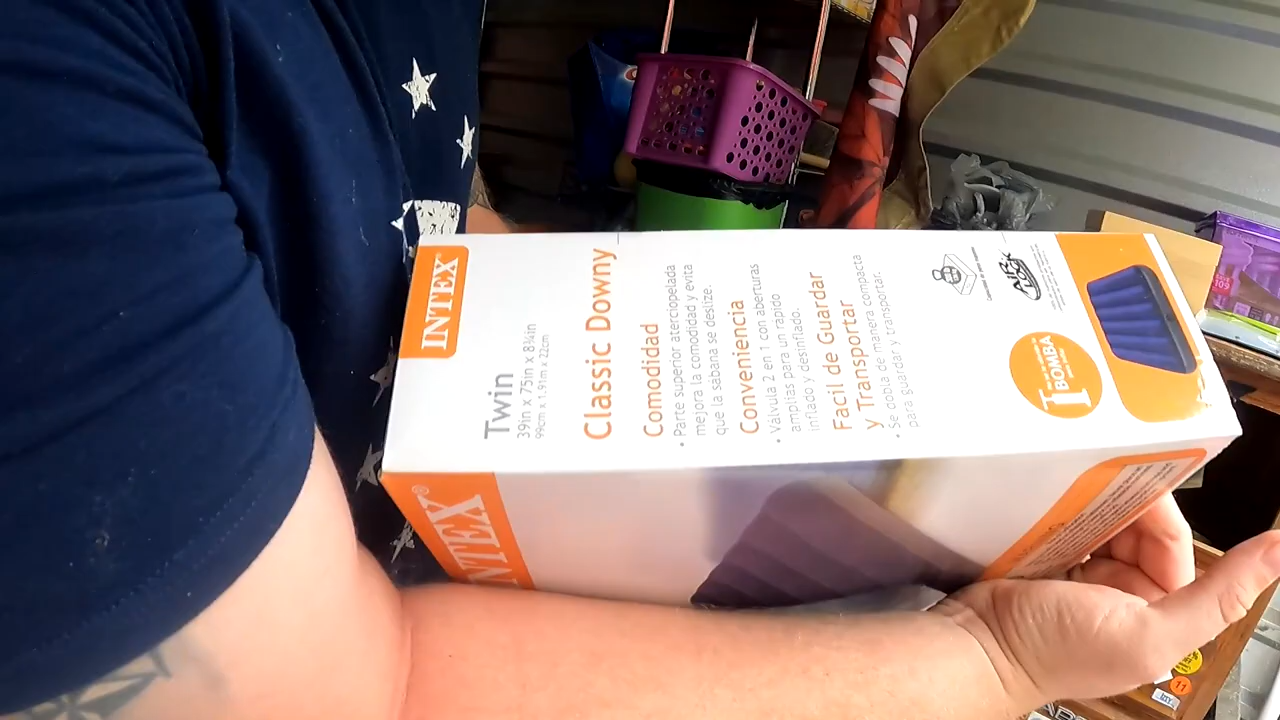 INTEX
Twin
39in x 75in x 8¾in
99cm x 1.91m x 22cm
Classic Downy
Comodidad
• Parte superior aterciopelada
mejora la comodidad y evita
que la sábana se deslize.
Conveniencia
• Válvula 2 en 1 con aberturas
amplias para un rápido
inflado y desinflado.
Facil de Guardar
y Transportar
• Se dobla de manera compacta
para guardar y transportar.
BOMBA
INTEX®
109
11